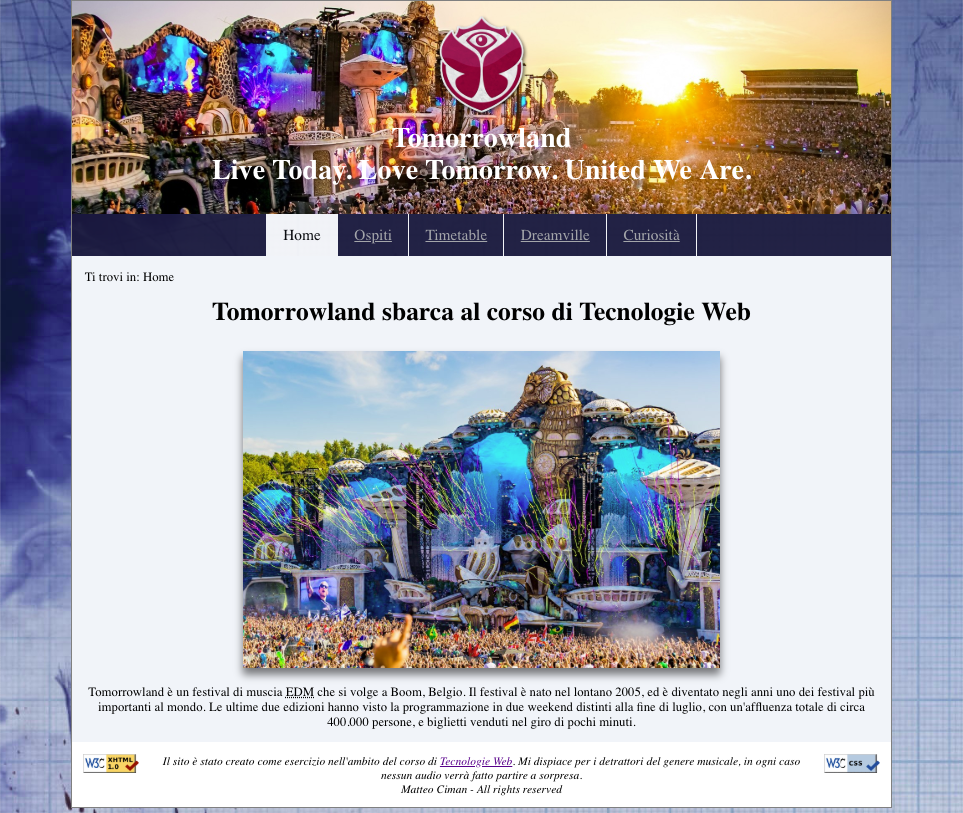 Tomorrowland
Live Today. Love Tomorrow. United We Are.
Home Ospiti Timetable Dreamville Curiosità
Ti trovi in: Home
Tomorrowland sbarca al corso di Tecnologie Web
Tomorrowland è un festival di muscia EDM che si volge a Boom, Belgio. Il festival è nato nel lontano 2005, ed è diventato negli anni uno dei festival più
importanti al mondo. Le ultime due edizioni hanno visto la programmazione in due weekend distinti alla fine di luglio, con un'affluenza totale di circa
400.000 persone, e biglietti venduti nel giro di pochi minuti.
W3C XHTML 1.0
Il sito è stato creato come esercizio nell'ambito del corso di Tecnologie Web. Mi dispiace per i detrattori del genere musicale, in ogni caso
nessun audio verrà fatto partire a sorpresa.
Matteo Ciman - All rights reserved
W3C CSS